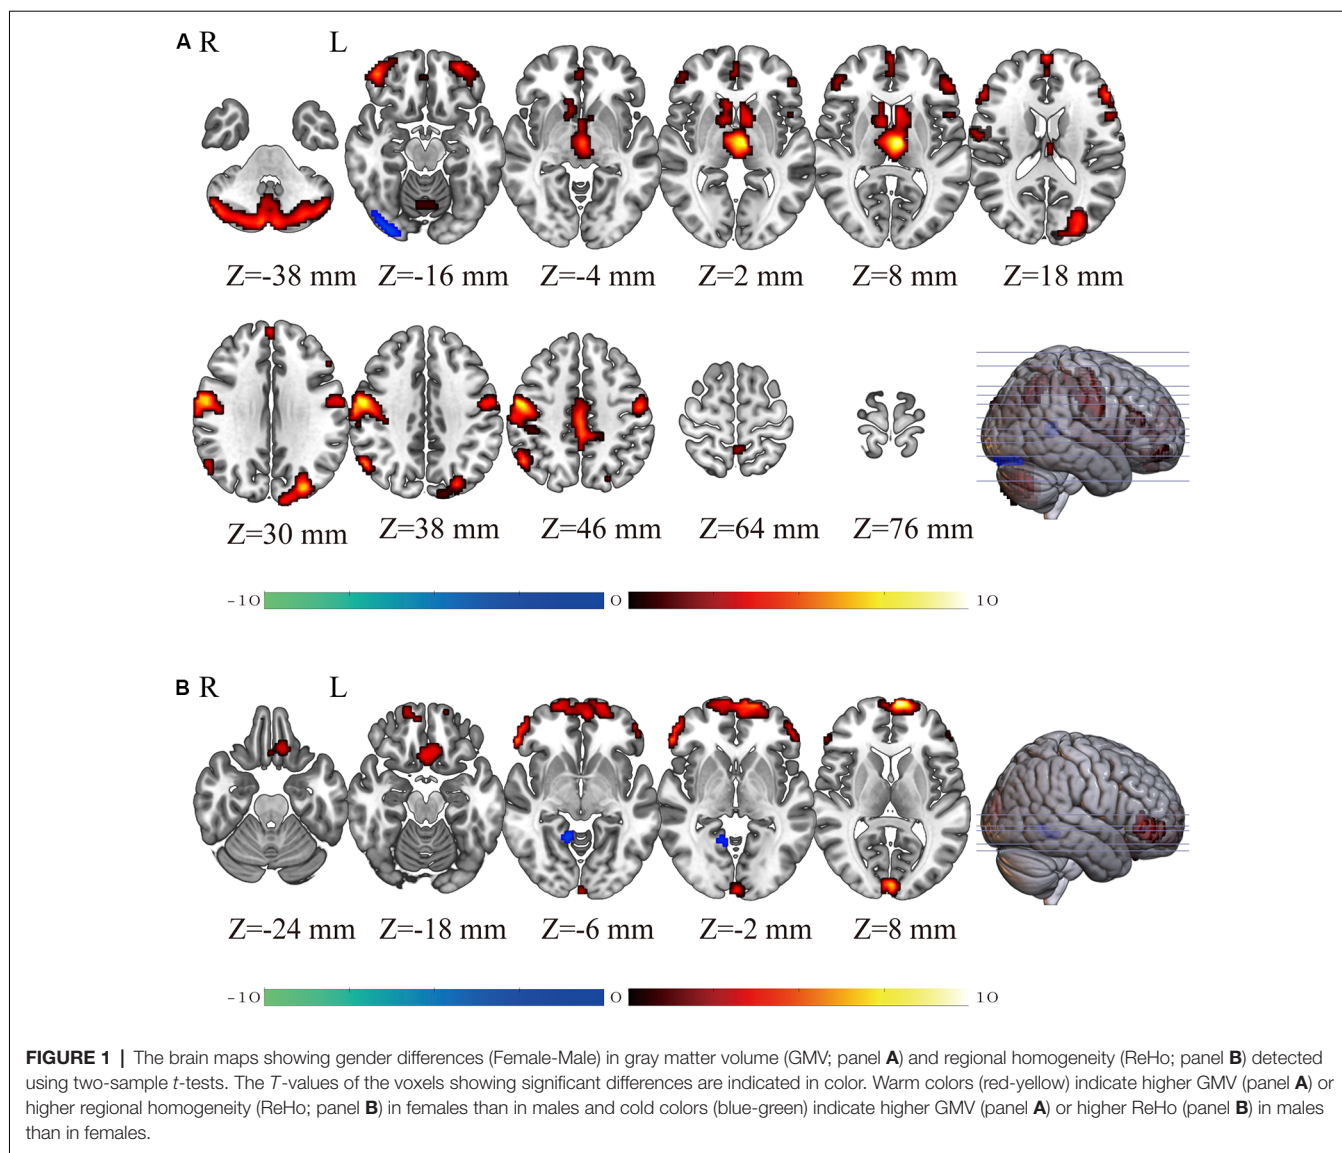 A R L
Z=-38 mm Z=-16 mm Z=-4 mm Z=2 mm Z=8 mm Z=18 mm
Z=30 mm Z=38 mm Z=46 mm Z=64 mm Z=76 mm
-10 0 10
B R L
Z=-24 mm Z=-18 mm Z=-6 mm Z=-2 mm Z=8 mm
-10 0 10
FIGURE 1 | The brain maps showing gender differences (Female-Male) in gray matter volume (GMV; panel A) and regional homogeneity (ReHo; panel B) detected
using two-sample t-tests. The T-values of the voxels showing significant differences are indicated in color. Warm colors (red-yellow) indicate higher GMV (panel A) or
higher regional homogeneity (ReHo; panel B) in females than in males and cold colors (blue-green) indicate higher GMV (panel A) or higher ReHo (panel B) in males
than in females.